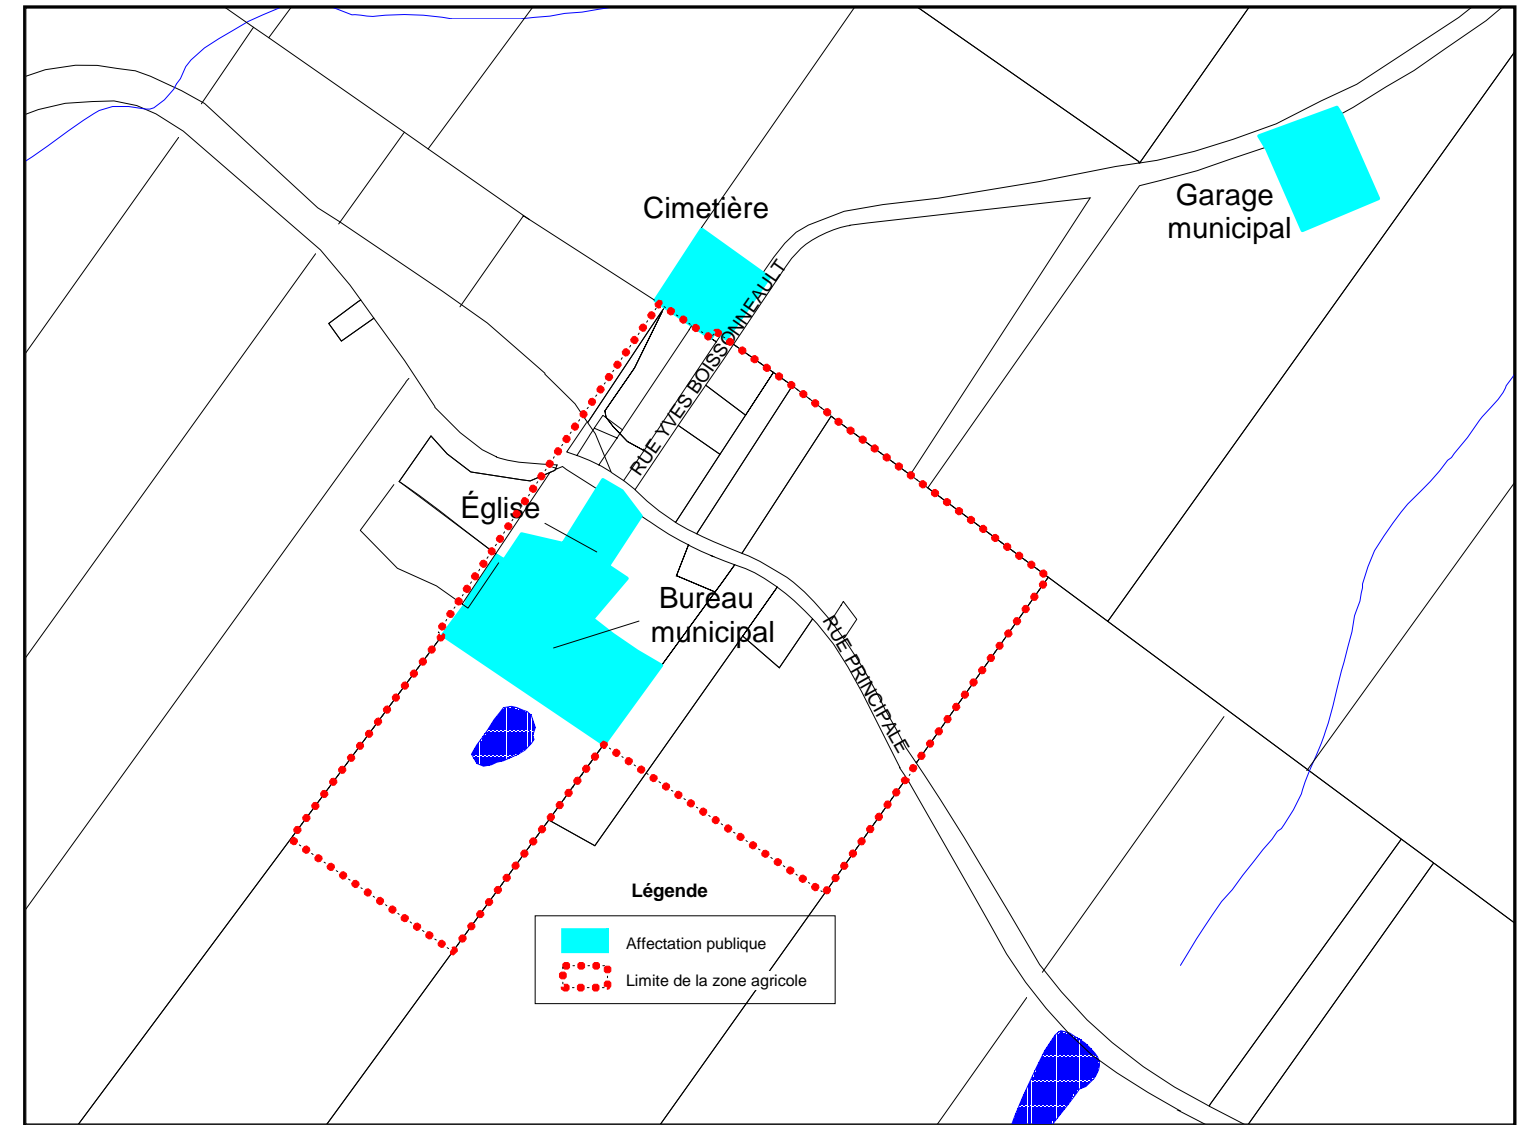 Cimetière
Garage
municipal
RUE YVES BOISSONNEAULT
Église
Bureau
municipal
RUE PRINCIPALE
Légende
Affectation publique
Limite de la zone agricole